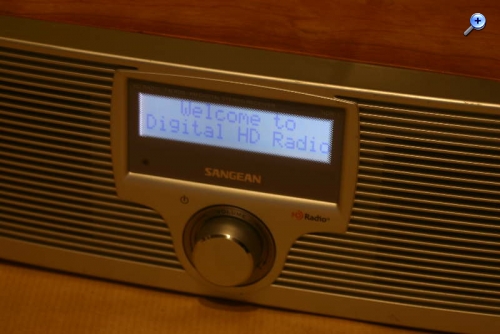 Welcome to
Digital HD Radio
SANGEAN
HD Radio